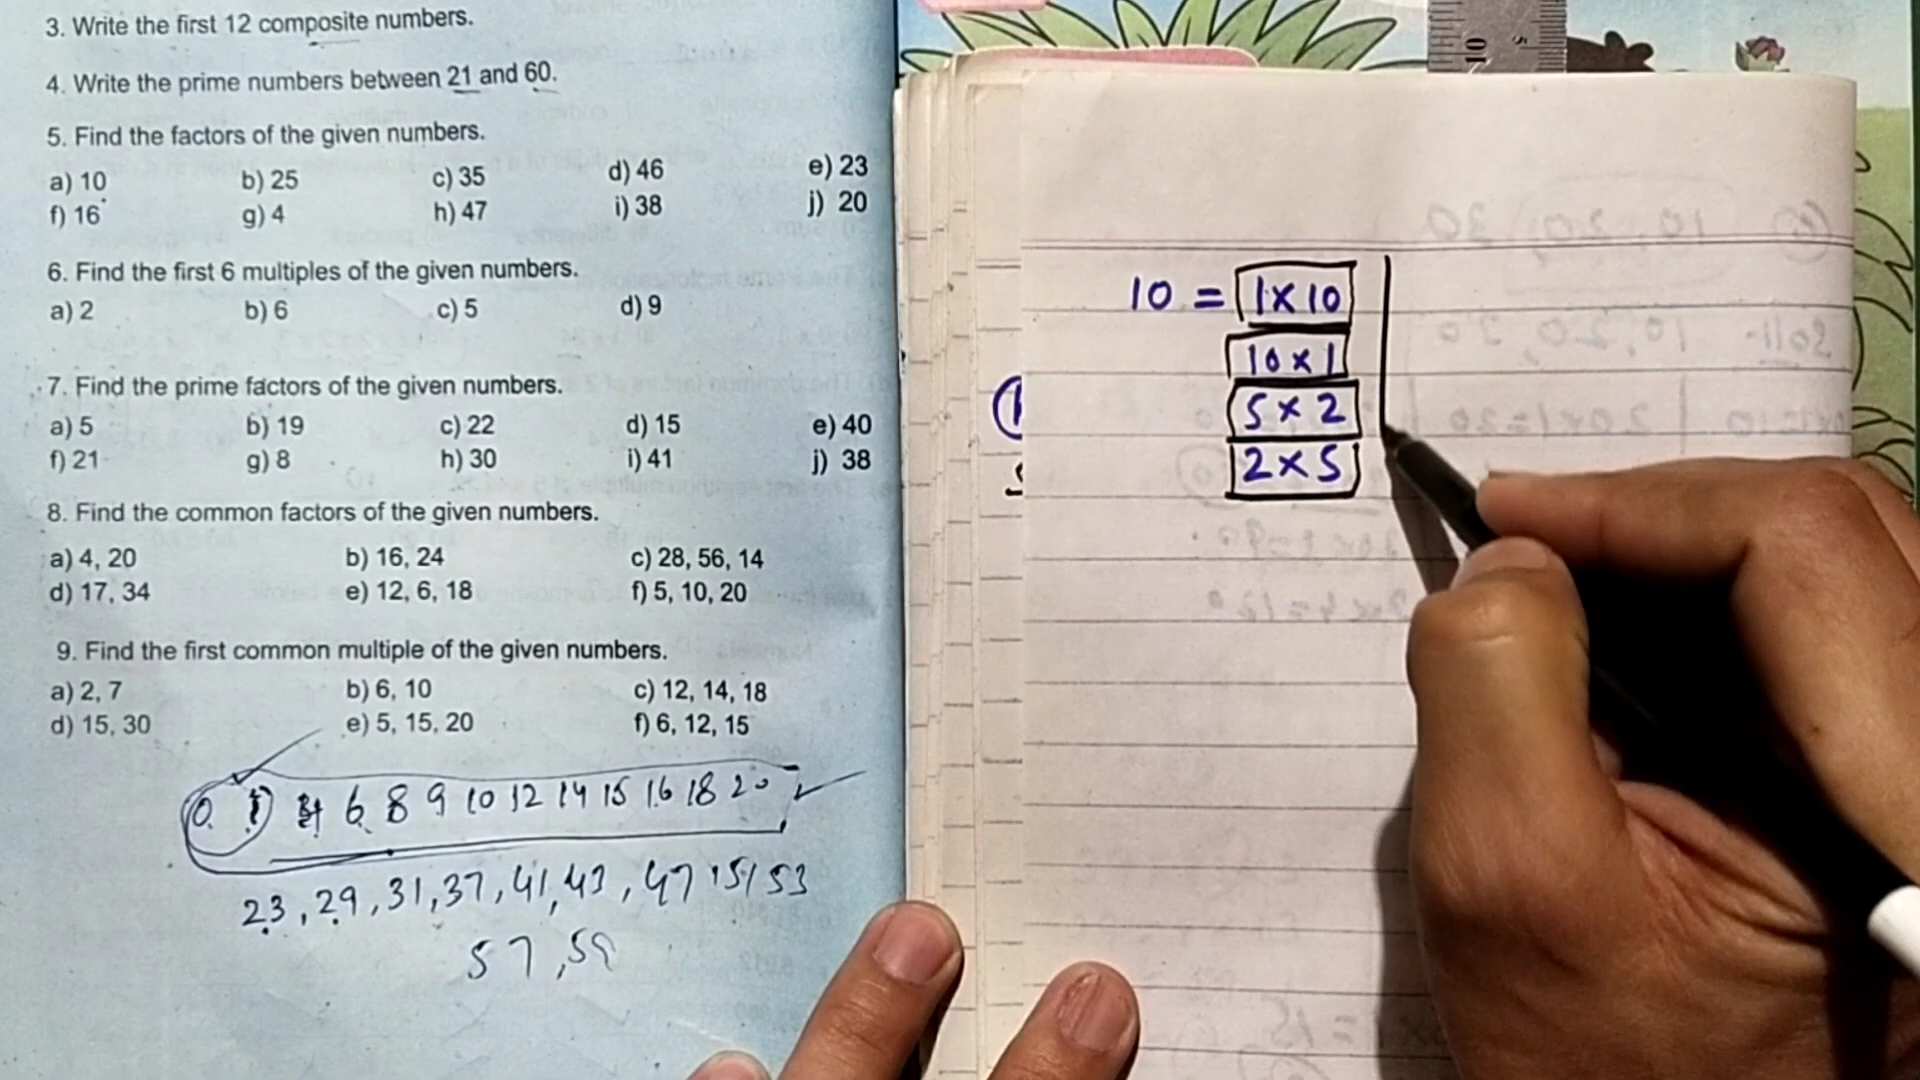 3. Write the first 12 composite numbers.
4. Write the prime numbers between 21 and 60.
5. Find the factors of the given numbers.
a) 10 b) 25 c) 35 d) 46 e) 23
f) 16 g) 4 h) 47 i) 38 j) 20
6. Find the first 6 multiples of the given numbers.
a) 2 b) 6 c) 5 d) 9
7. Find the prime factors of the given numbers.
a) 5 b) 19 c) 22 d) 15 e) 40
f) 21 g) 8 h) 30 i) 41 j) 38
8. Find the common factors of the given numbers.
a) 4, 20 b) 16, 24 c) 28, 56, 14
d) 17, 34 e) 12, 6, 18 f) 5, 10, 20
9. Find the first common multiple of the given numbers.
a) 2, 7 b) 6, 10 c) 12, 14, 18
d) 15, 30 e) 5, 15, 20 f) 6, 12, 15
0 1 4 6 8 9 10 12 14 15 16 18 20
23, 29, 31, 37, 41, 43, 47, 51 53
57, 59
10 = 1 × 10
10 × 1
5 × 2
2 × 5
10 5